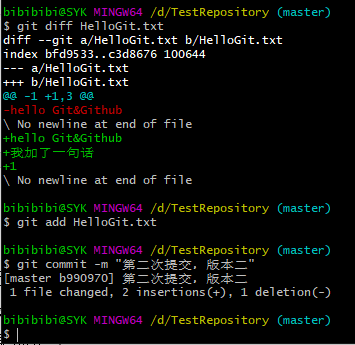 bibibibi@SYK MINGW64 /d/TestRepository (master)
$ git diff HelloGit.txt
diff --git a/HelloGit.txt b/HelloGit.txt
index bfd9533..c3d8676 100644
--- a/HelloGit.txt
+++ b/HelloGit.txt
@@ -1 +1,3 @@
-hello Git&Github
\ No newline at end of file
+hello Git&Github
+我加了一句话
+1
\ No newline at end of file
bibibibi@SYK MINGW64 /d/TestRepository (master)
$ git add HelloGit.txt
bibibibi@SYK MINGW64 /d/TestRepository (master)
$ git commit -m "第二次提交, 版本二"
[master b990970] 第二次提交, 版本二
 1 file changed, 2 insertions(+), 1 deletion(-)
bibibibi@SYK MINGW64 /d/TestRepository (master)
$